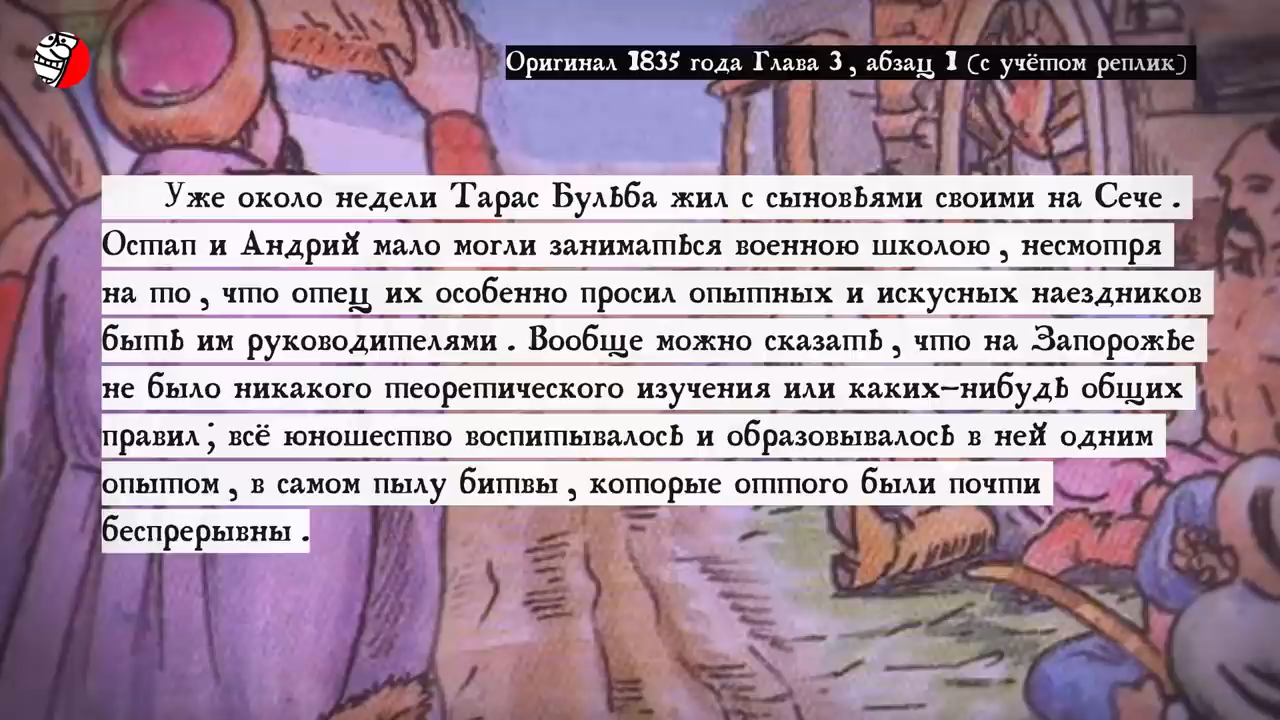 Оригинал 1835 года Глава 3, абзац 1 (с учётом реплик)
Уже около недели Тарас Бульба жил с сыновьями своими на Сече.
Остап и Андрий мало могли заниматься военною школою, несмотря
на то, что отец их особенно просил опытных и искусных наездников
быть им руководителями. Вообще можно сказать, что на Запорожье
не было никакого теоретического изучения или каких-нибудь общих
правил; всё юношество воспитывалось и образовывалось в ней одним
опытом, в самом пылу битвы, которые оттого были почти
беспрерывны.